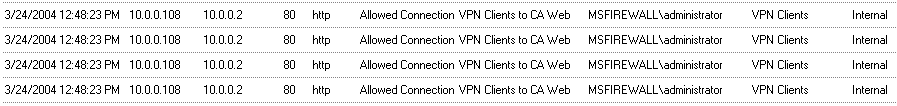 3/24/2004 12:48:23 PM 10.0.0.108 10.0.0.2 80 http Allowed Connection VPN Clients to CA Web MSFIREWALL\administrator VPN Clients Internal
3/24/2004 12:48:23 PM 10.0.0.108 10.0.0.2 80 http Allowed Connection VPN Clients to CA Web MSFIREWALL\administrator VPN Clients Internal
3/24/2004 12:48:23 PM 10.0.0.108 10.0.0.2 80 http Allowed Connection VPN Clients to CA Web MSFIREWALL\administrator VPN Clients Internal
3/24/2004 12:48:23 PM 10.0.0.108 10.0.0.2 80 http Allowed Connection VPN Clients to CA Web MSFIREWALL\administrator VPN Clients Internal